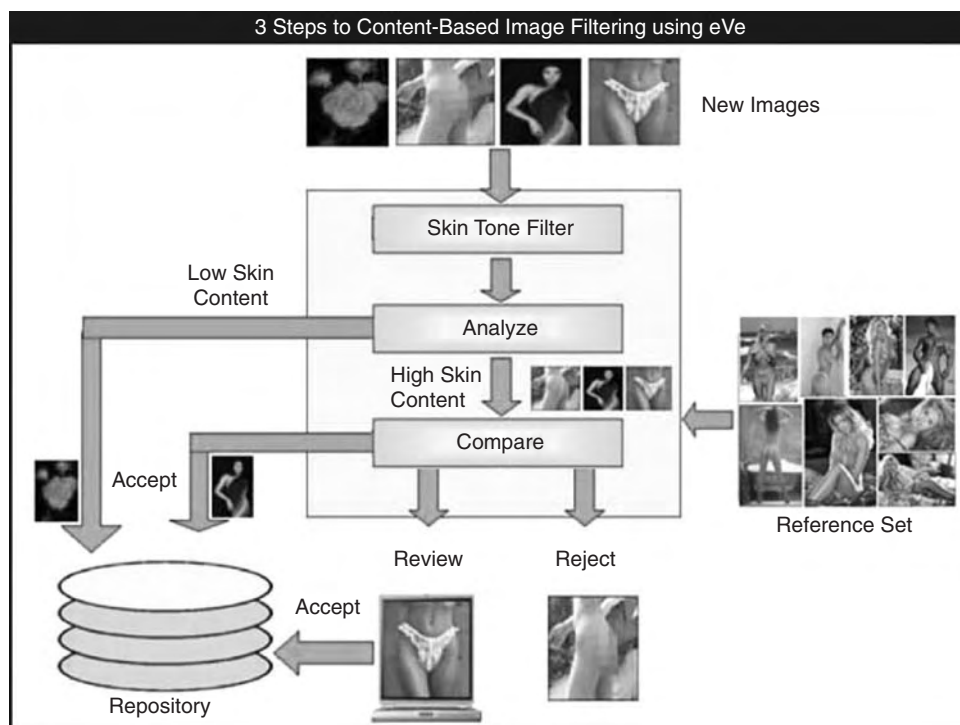 3 Steps to Content-Based Image Filtering using eVe
New Images
Skin Tone Filter
Low Skin
Content
Analyze
High Skin
Content
Compare
Accept
Reference Set
Review
Reject
Accept
Repository